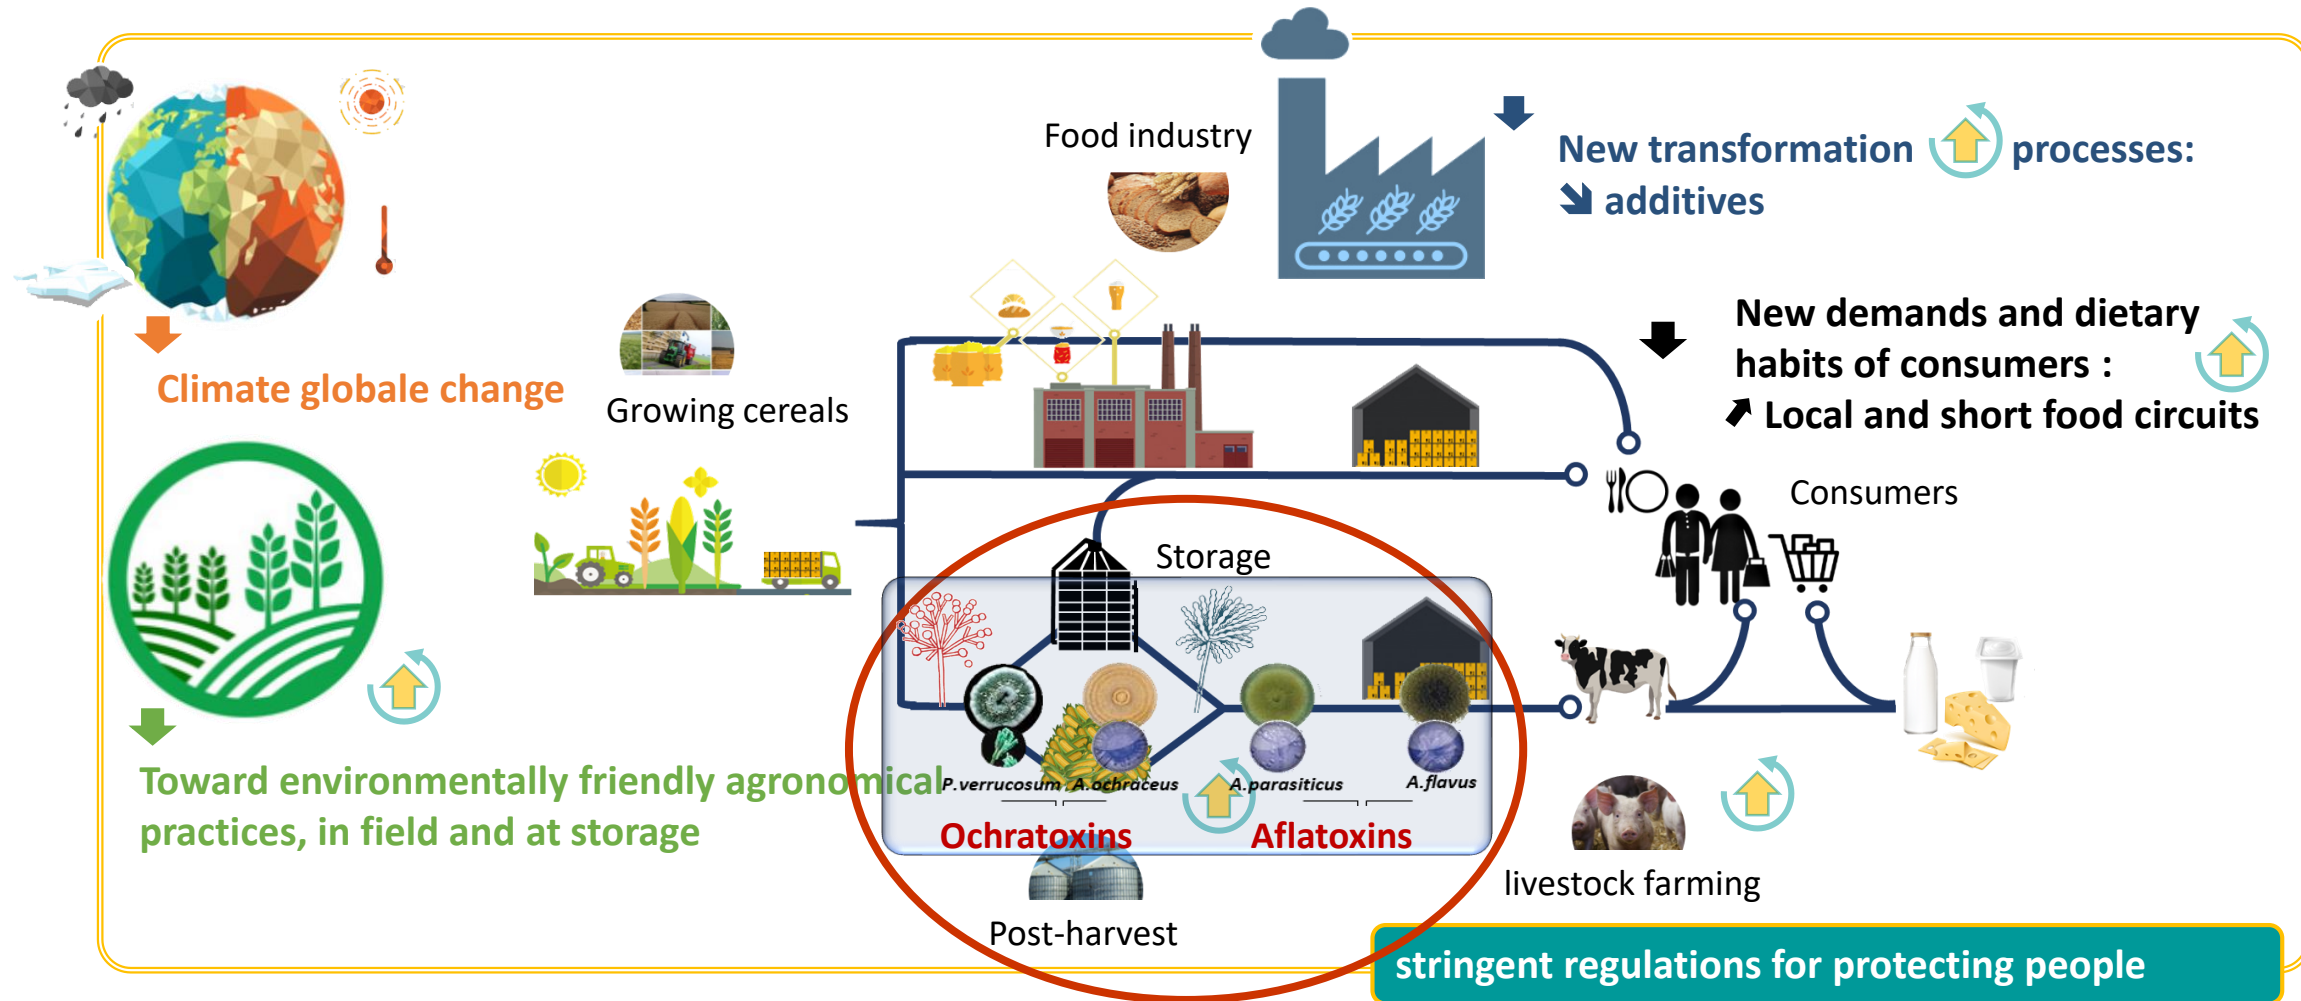 Food industry
New transformation processes:
additives
New demands and dietary
habits of consumers :
Local and short food circuits
Climate globale change
Growing cereals
Consumers
Storage
Toward environmentally friendly agronomical
practices, in field and at storage
P.verrucosum A.ochraceus A.parasiticus A.flavus
Ochratoxins Aflatoxins
livestock farming
Post-harvest
stringent regulations for protecting people